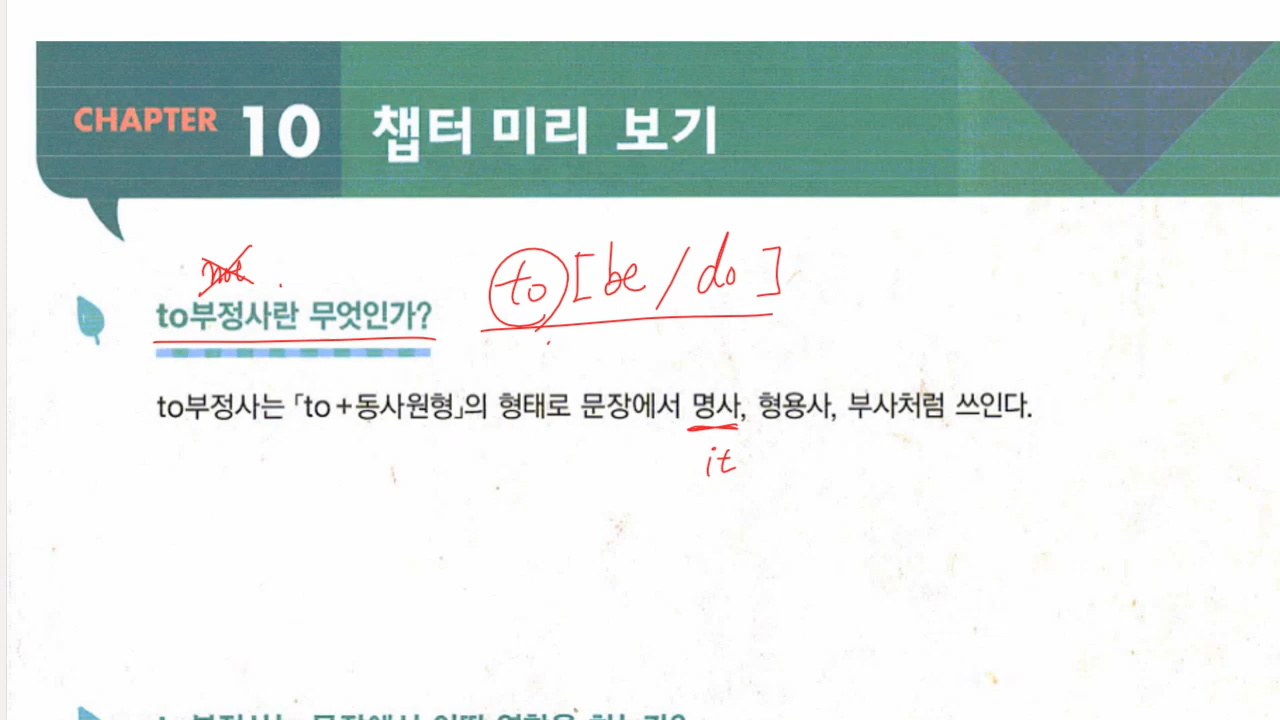 CHAPTER 10 챕터 미리 보기
not
to [be / do]
to부정사란 무엇인가?
to부정사는 「to+동사원형」의 형태로 문장에서 명사, 형용사, 부사처럼 쓰인다.
it